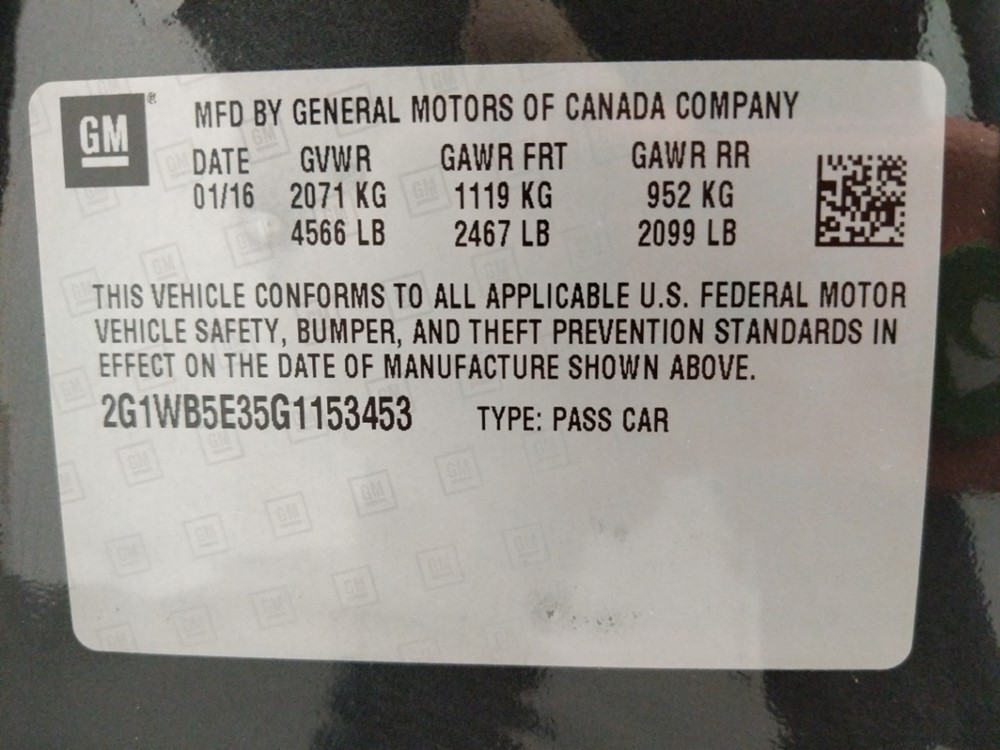 GM ®
MFD BY GENERAL MOTORS OF CANADA COMPANY
DATE GVWR GAWR FRT GAWR RR
01/16 2071 KG 1119 KG 952 KG
4566 LB 2467 LB 2099 LB
THIS VEHICLE CONFORMS TO ALL APPLICABLE U.S. FEDERAL MOTOR
VEHICLE SAFETY, BUMPER, AND THEFT PREVENTION STANDARDS IN
EFFECT ON THE DATE OF MANUFACTURE SHOWN ABOVE.
2G1WB5E35G1153453 TYPE: PASS CAR